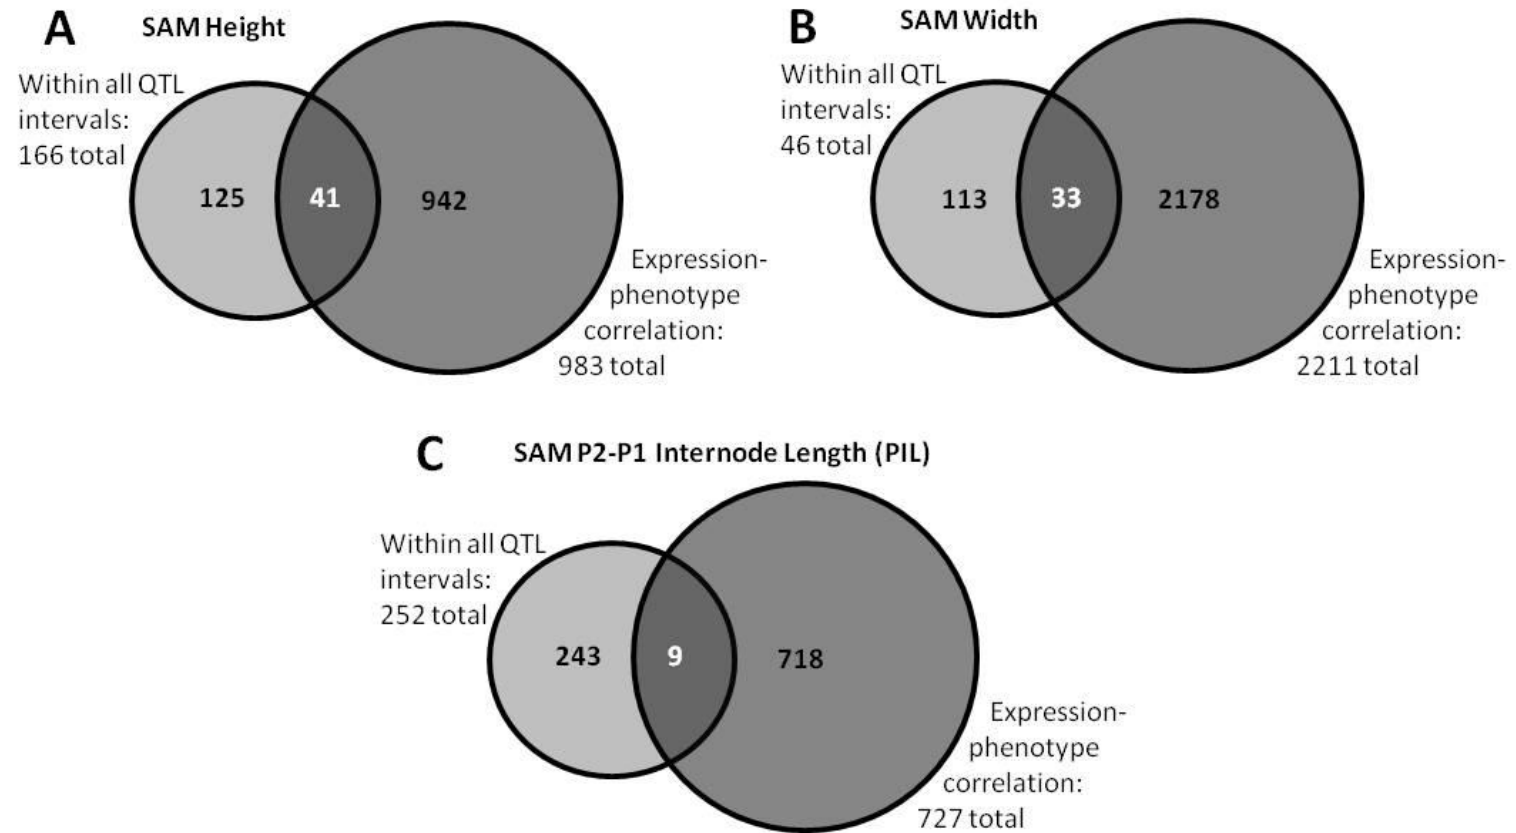 A
SAM Height
Within all QTL
intervals:
166 total
125
41
942
Expression-
phenotype
correlation:
983 total
B
SAM Width
Within all QTL
intervals:
46 total
113
33
2178
Expression-
phenotype
correlation:
2211 total
C
SAM P2-P1 Internode Length (PIL)
Within all QTL
intervals:
252 total
243
9
718
Expression-
phenotype
correlation:
727 total